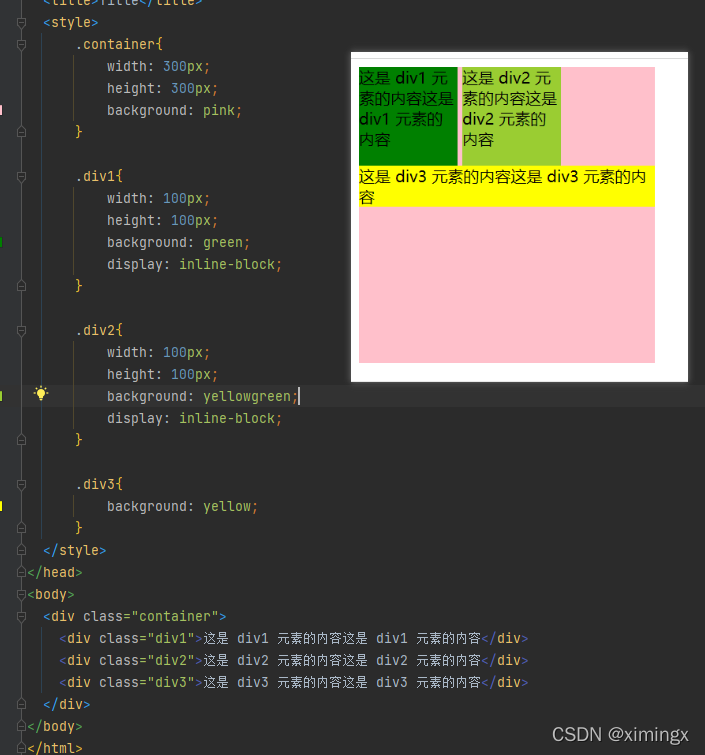 <title>Title</title>
<style>
.container{
width: 300px;
height: 300px;
background: pink;
}
.div1{
width: 100px;
height: 100px;
background: green;
display: inline-block;
}
.div2{
width: 100px;
height: 100px;
background: yellowgreen;
display: inline-block;
}
.div3{
background: yellow;
}
</style>
</head>
<body>
<div class="container">
<div class="div1">这是 div1 元素的内容这是 div1 元素的内容</div>
<div class="div2">这是 div2 元素的内容这是 div2 元素的内容</div>
<div class="div3">这是 div3 元素的内容这是 div3 元素的内容</div>
</div>
</body>
</html>
这是 div1 元
素的内容这是
div1 元素的
内容
这是 div2 元
素的内容这是
div2 元素的
内容
这是 div3 元素的内容这是 div3 元素的内
容
CSDN @ximingx